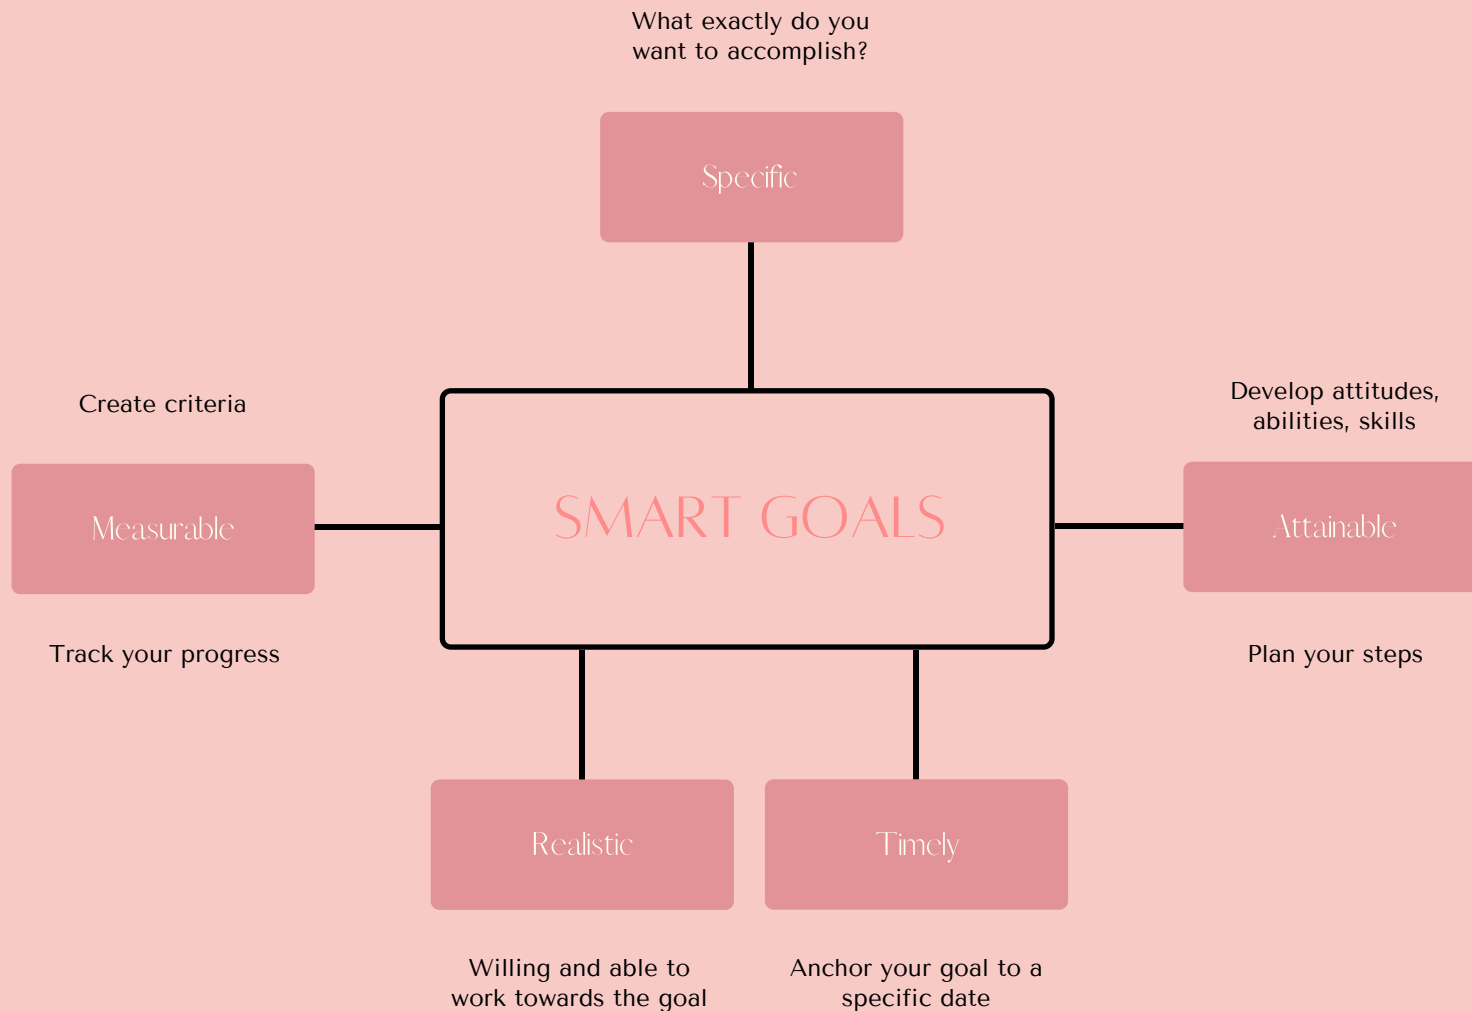 What exactly do you
want to accomplish?
Specific
Create criteria
Measurable
Track your progress
SMART GOALS
Develop attitudes,
abilities, skills
Attainable
Plan your steps
Realistic
Willing and able to
work towards the goal
Timely
Anchor your goal to a
specific date